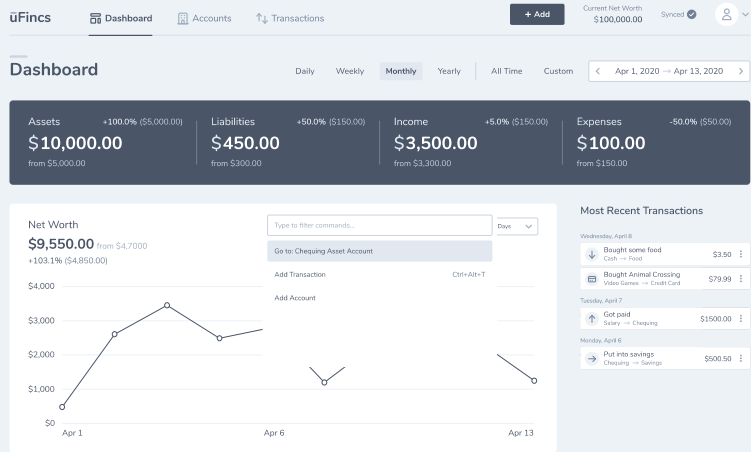 üFincs
Dashboard
Accounts
Transactions
+ Add
Current Net Worth
$100,000.00
Synced
Dashboard
Daily
Weekly
Monthly
Yearly
All Time
Custom
Apr 1, 2020 → Apr 13, 2020
Assets
+100.0% ($5,000.00)
$10,000.00
from $5,000.00
Liabilities
+50.0% ($150.00)
$450.00
from $300.00
Income
+5.0% ($150.00)
$3,500.00
from $3,300.00
Expenses
-50.0% ($50.00)
$100.00
from $150.00
Net Worth
$9,550.00 from $4,7000
+103.1% ($4,850.00)
Type to filter commands...
Days
Go to: Chequing Asset Account
Add Transaction
Ctrl+Alt+T
Add Account
$4,000
$3,000
$2,000
$1,000
$0
Apr 1
Apr 6
Apr 13
Most Recent Transactions
Wednesday, April 8
Bought some food
Cash → Food
$3.50
Bought Animal Crossing
Video Games → Credit Card
$79.99
Tuesday, April 7
Got paid
Salary → Chequing
$1500.00
Monday, April 6
Put into savings
Chequing → Savings
$500.50